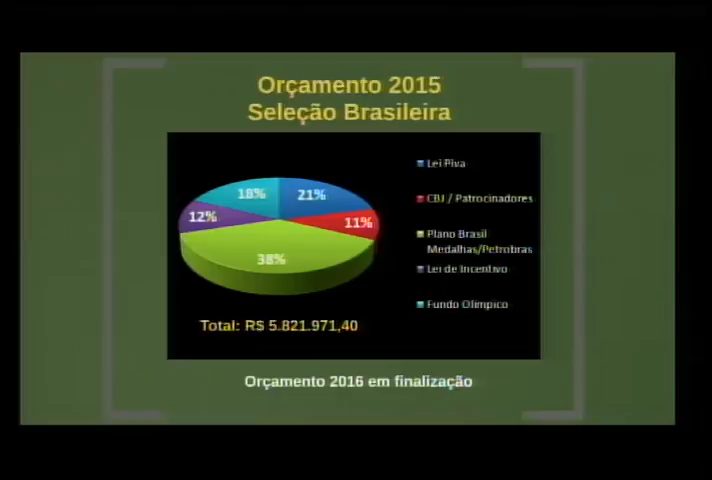 Orçamento 2015
Seleção Brasileira
18%
21%
12%
11%
38%
Lei Piva
CBJ / Patrocinadores
Plano Brasil
Medalhas/Petrobras
Lei de Incentivo
Fundo Olímpico
Total: R$ 5.821.971,40
Orçamento 2016 em finalização